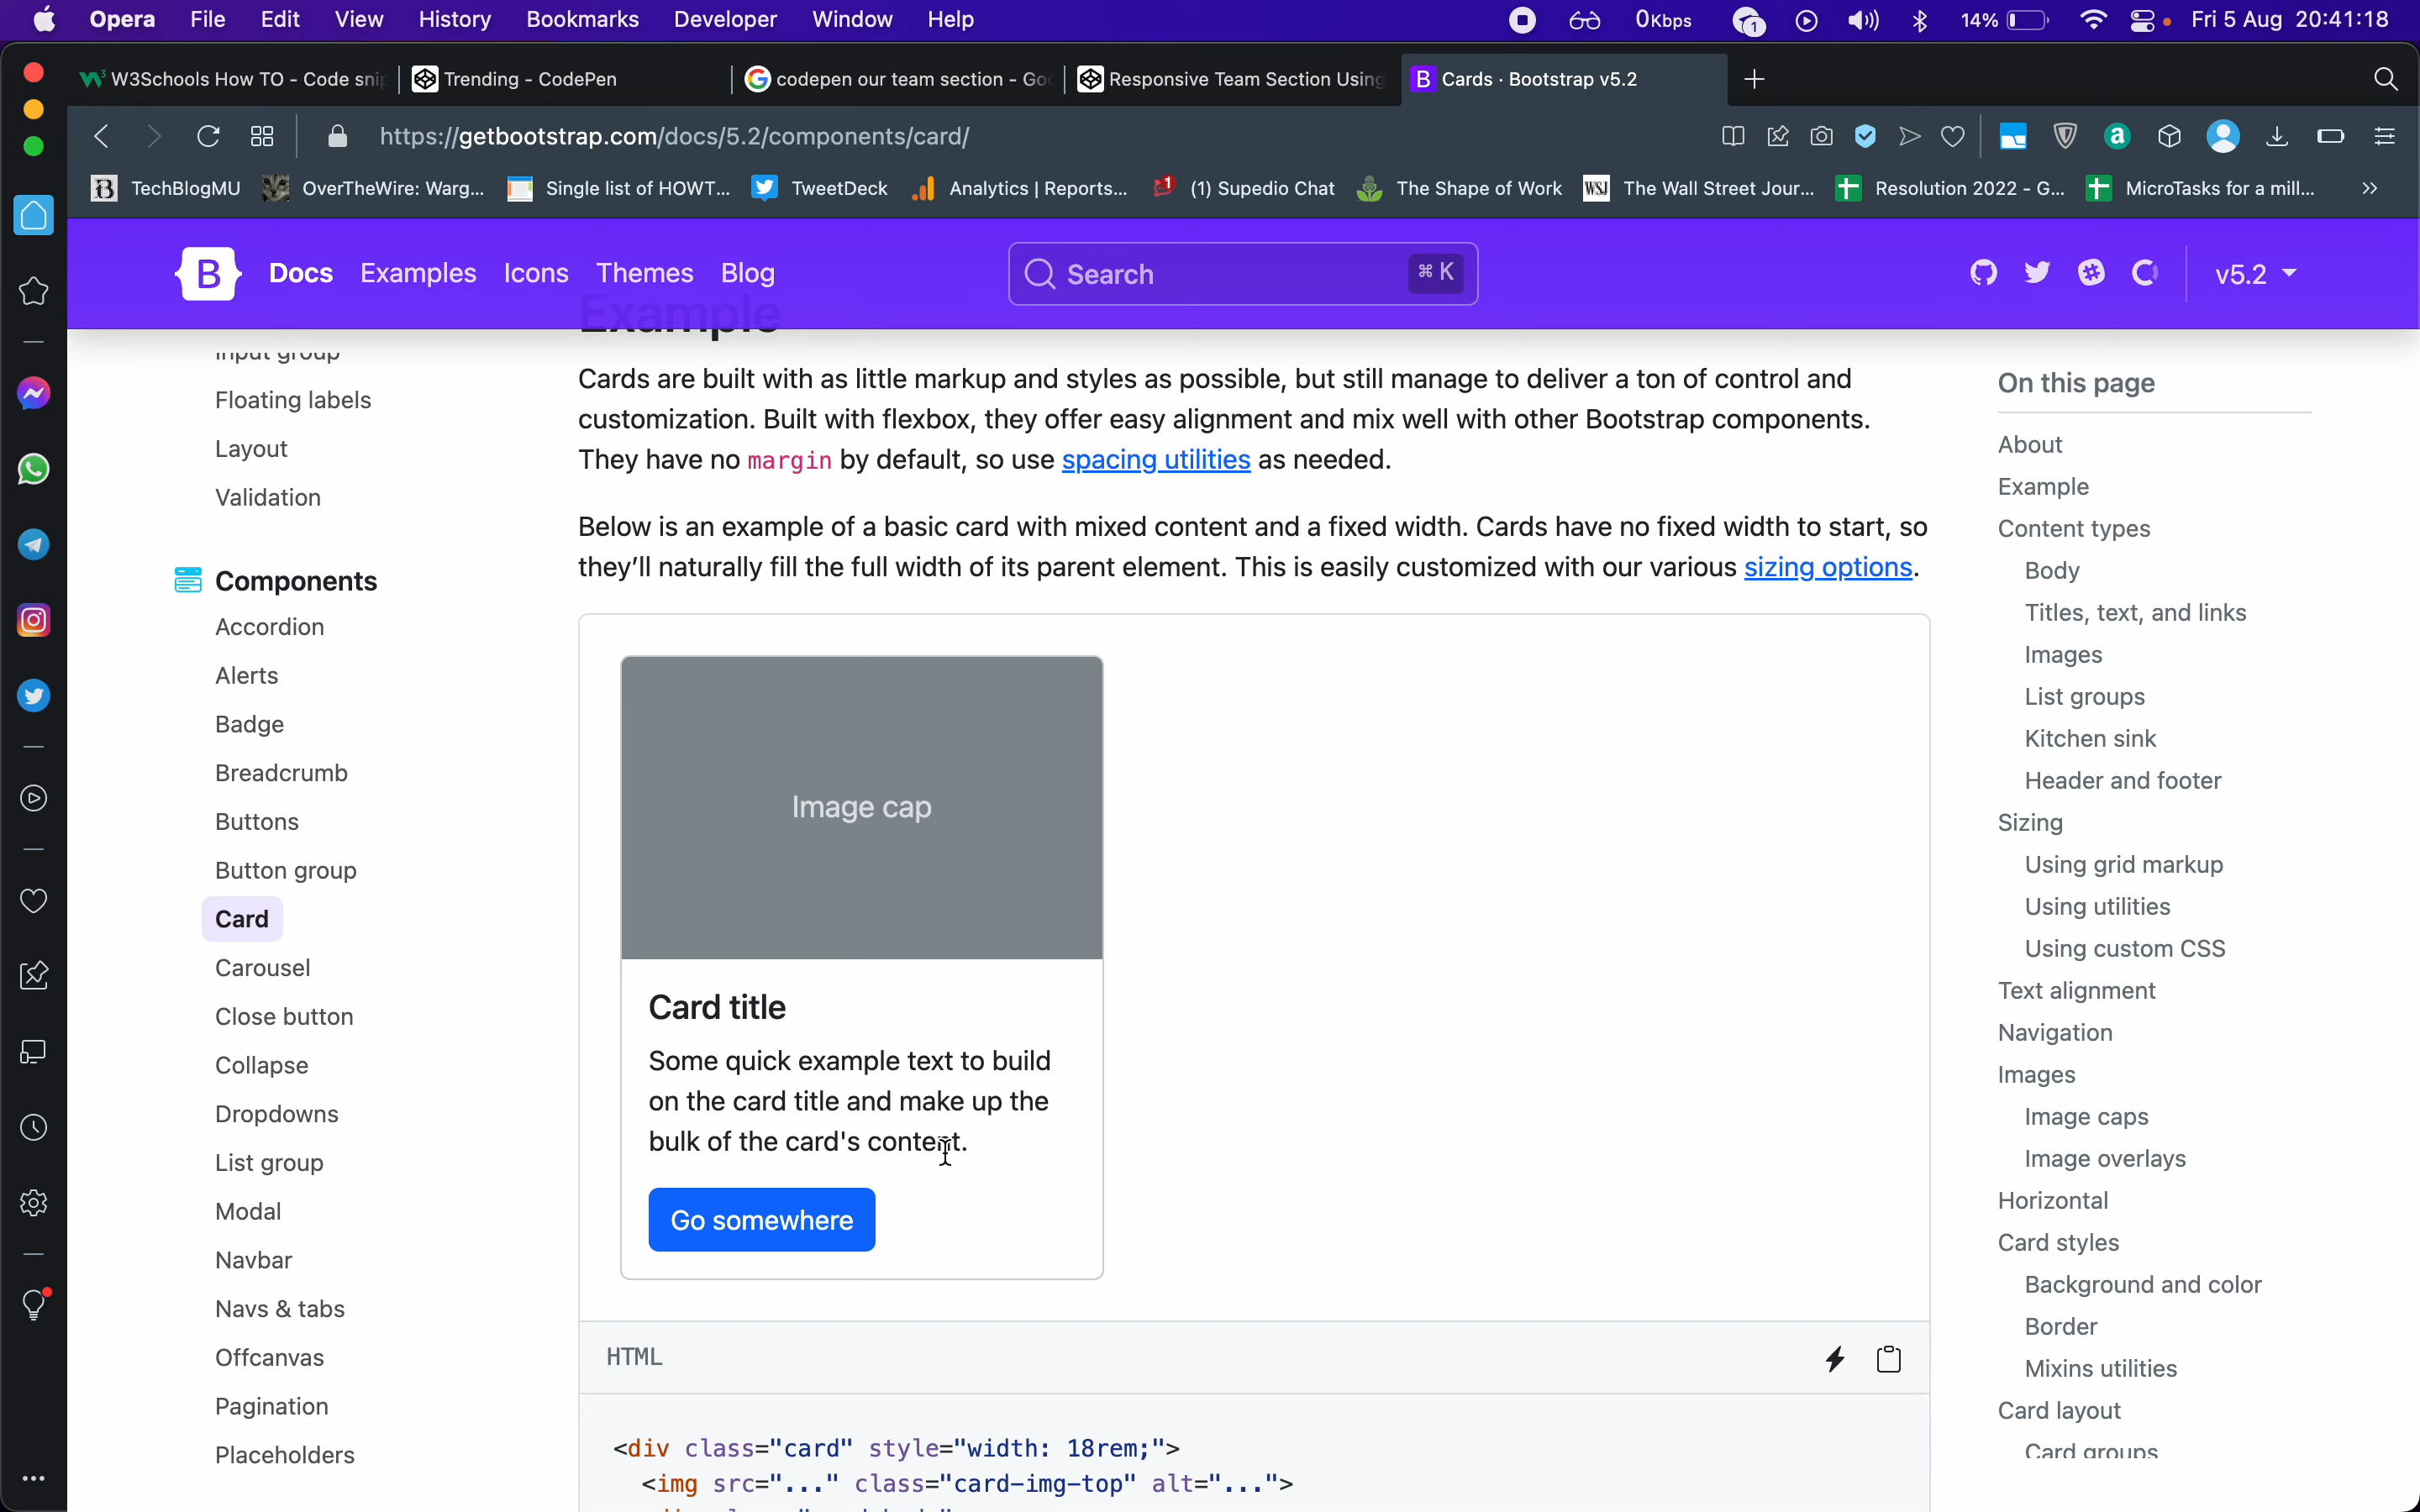 Opera File Edit View History Bookmarks Developer Window Help 0Kbps 1 14% Fri 5 Aug 20:41:18
W3Schools How TO - Code snip Trending - CodePen codepen our team section - Goo Responsive Team Section Using B Cards · Bootstrap v5.2
https://getbootstrap.com/docs/5.2/components/card/
TechBlogMU OverTheWire: Warg... Single list of HOWT... TweetDeck Analytics | Reports... (1) Supedio Chat The Shape of Work WSJ The Wall Street Jour... Resolution 2022 - G... MicroTasks for a mill...
B Docs Examples Icons Themes Blog Search ⌘ K v5.2
Example
Input group
Floating labels
Layout
Validation
Components
Accordion
Alerts
Badge
Breadcrumb
Buttons
Button group
Card
Carousel
Close button
Collapse
Dropdowns
List group
Modal
Navbar
Navs & tabs
Offcanvas
Pagination
Placeholders
Cards are built with as little markup and styles as possible, but still manage to deliver a ton of control and
customization. Built with flexbox, they offer easy alignment and mix well with other Bootstrap components.
They have no margin by default, so use spacing utilities as needed.
Below is an example of a basic card with mixed content and a fixed width. Cards have no fixed width to start, so
they’ll naturally fill the full width of its parent element. This is easily customized with our various sizing options.
Image cap
Card title
Some quick example text to build
on the card title and make up the
bulk of the card's content.
Go somewhere
HTML
<div class="card" style="width: 18rem;">
<img src="..." class="card-img-top" alt="...">
On this page
About
Example
Content types
Body
Titles, text, and links
Images
List groups
Kitchen sink
Header and footer
Sizing
Using grid markup
Using utilities
Using custom CSS
Text alignment
Navigation
Images
Image caps
Image overlays
Horizontal
Card styles
Background and color
Border
Mixins utilities
Card layout
Card groups